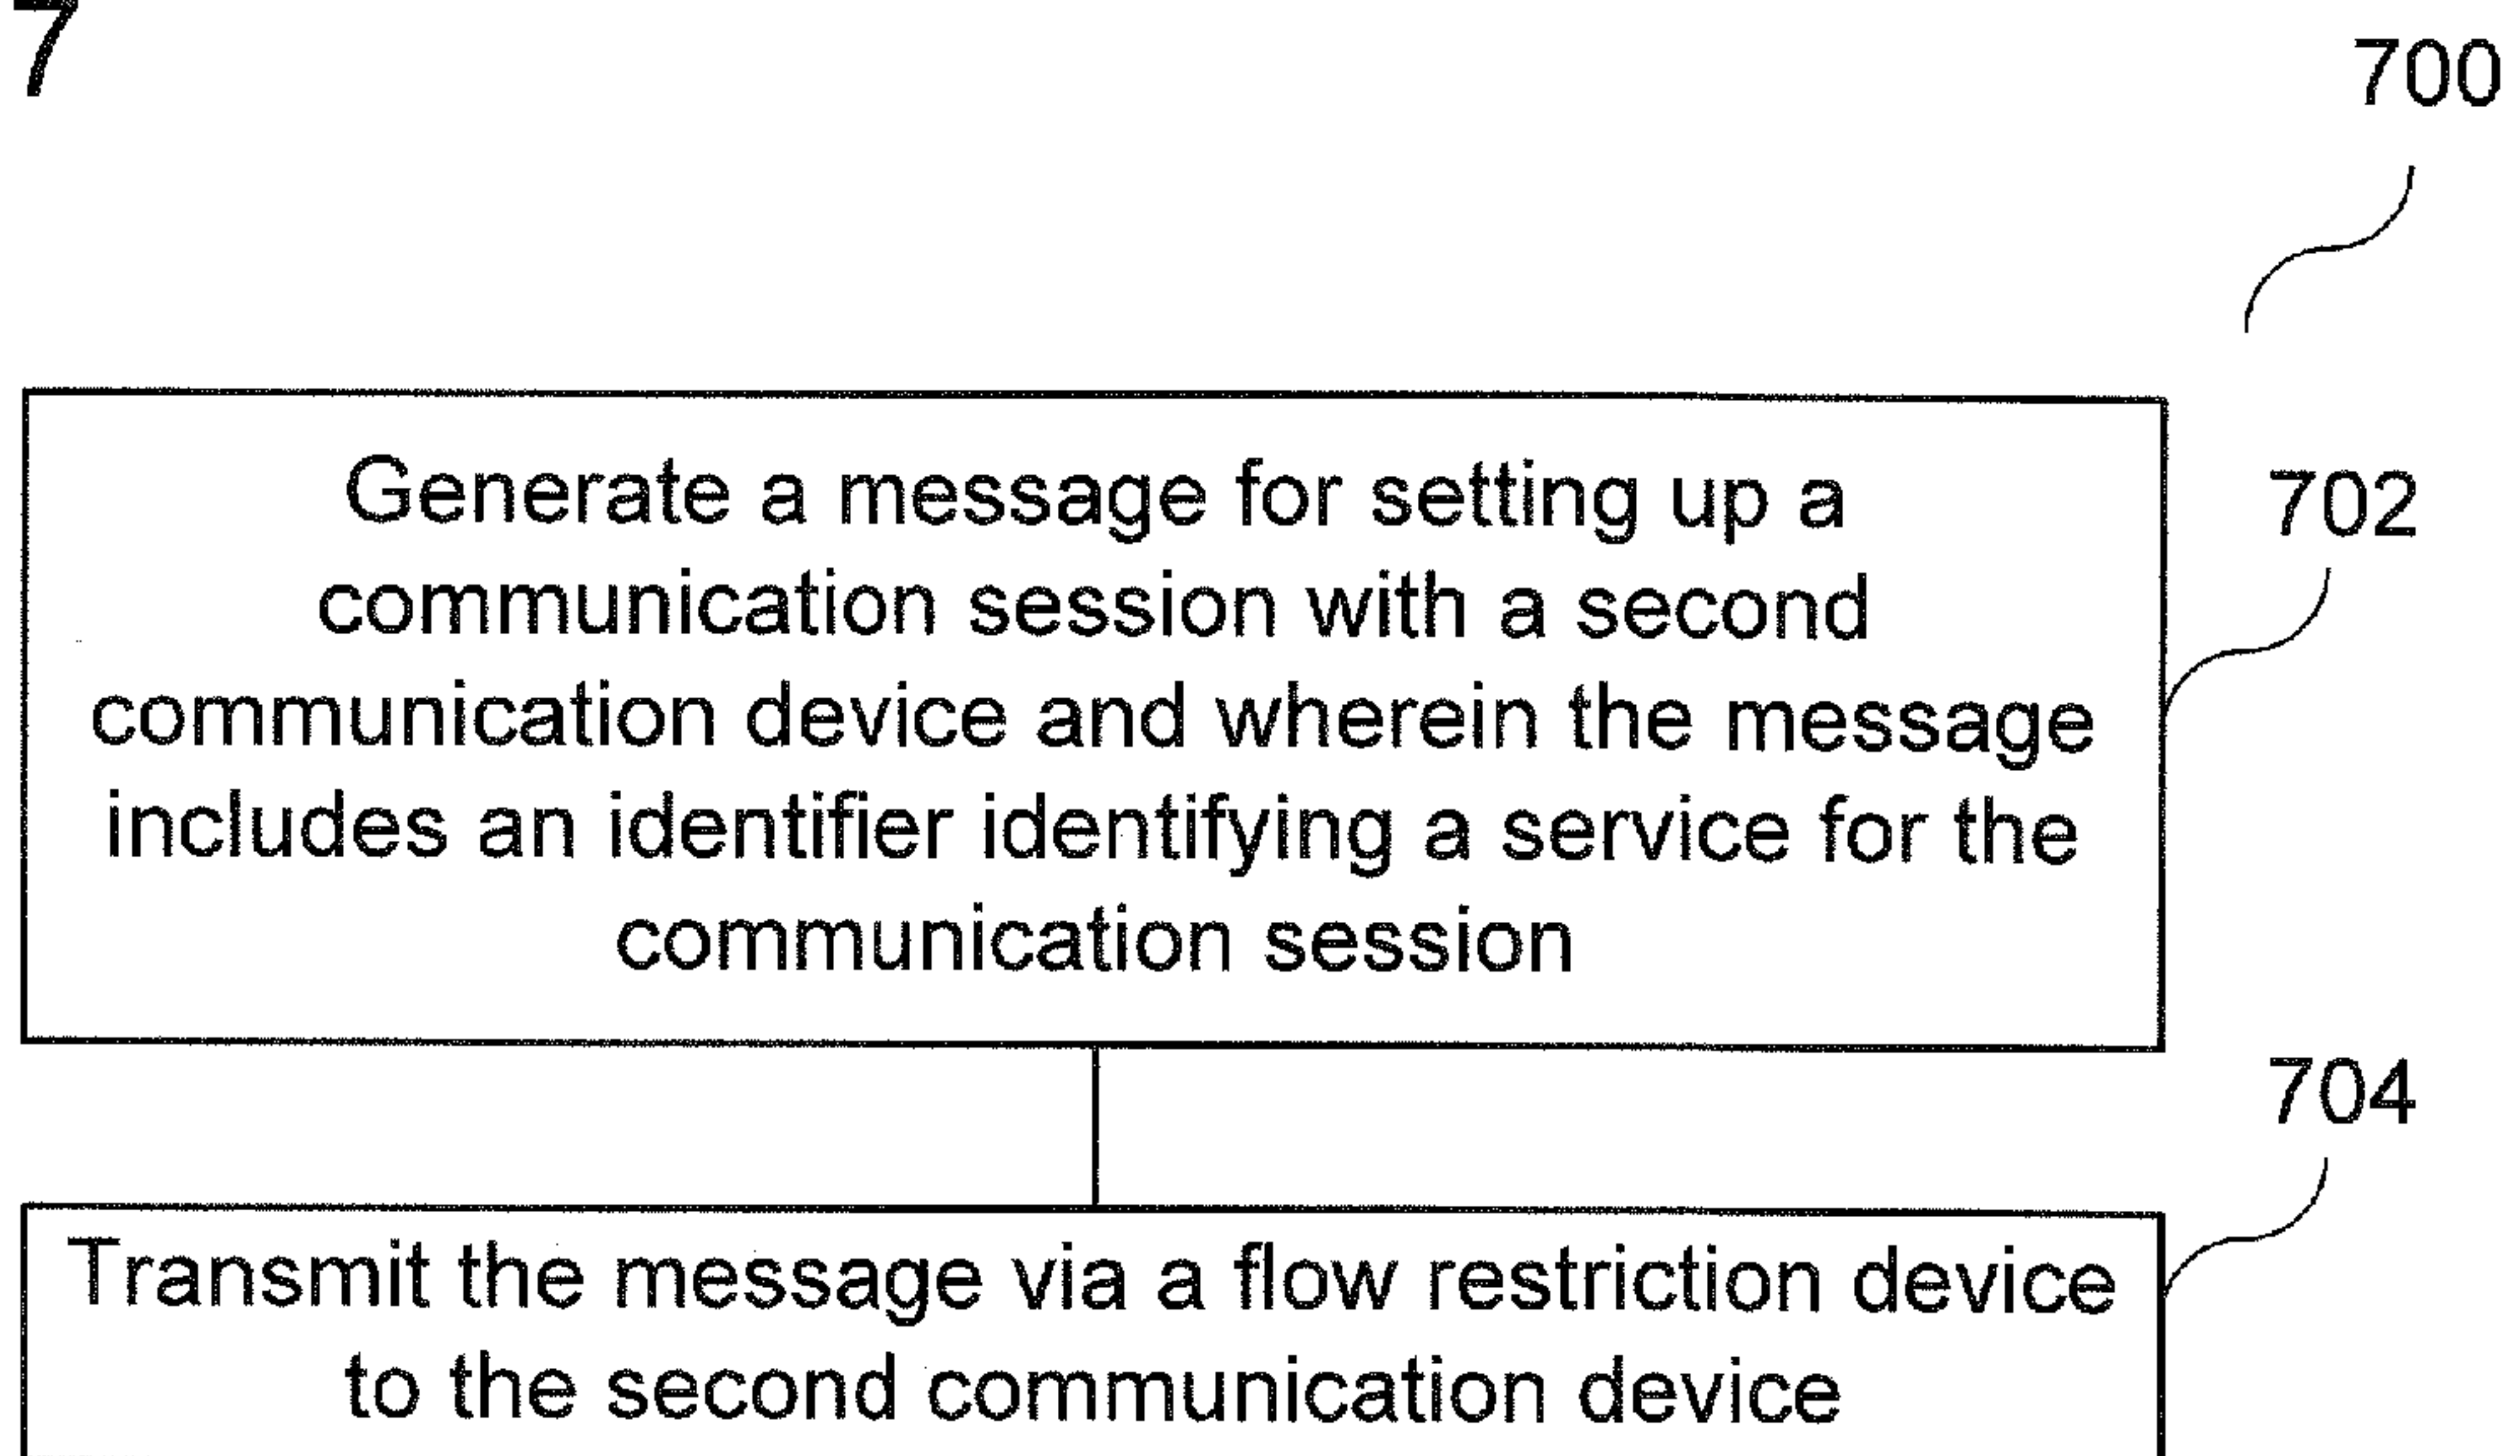 7
700
Generate a message for setting up a
communication session with a second
communication device and wherein the message
includes an identifier identifying a service for the
communication session
702
704
Transmit the message via a flow restriction device
to the second communication device